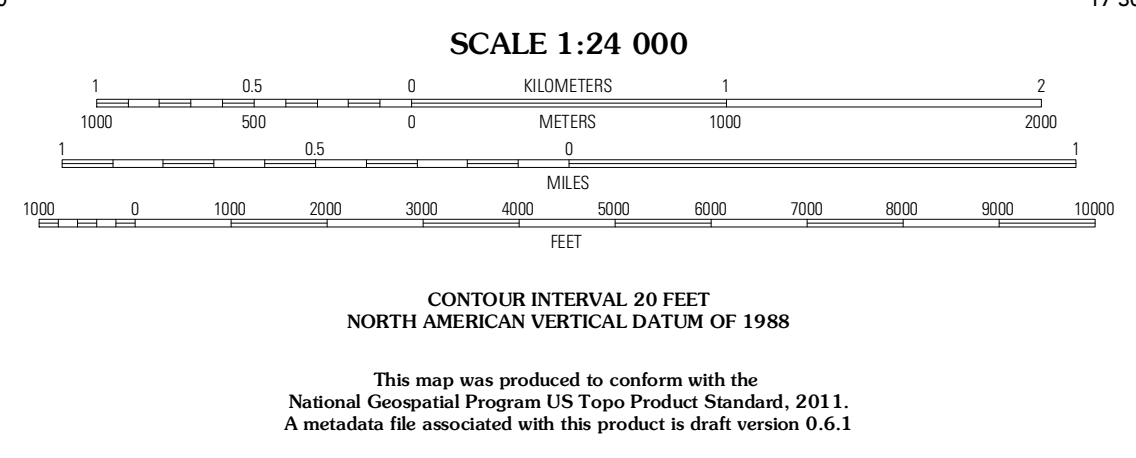 SCALE 1:24 000
1 0.5 0 KILOMETERS 1 2
1000 500 0 METERS 1000 2000
1 0.5 0 1
MILES
1000 0 1000 2000 3000 4000 5000 6000 7000 8000 9000 10000
FEET
CONTOUR INTERVAL 20 FEET
NORTH AMERICAN VERTICAL DATUM OF 1988
This map was produced to conform with the
National Geospatial Program US Topo Product Standard, 2011.
A metadata file associated with this product is draft version 0.6.1